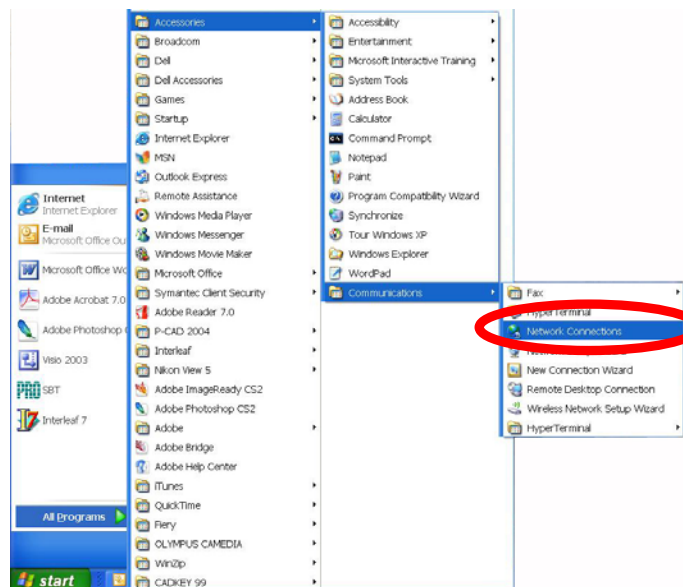 Accessories
Broadcom
Dell
Dell Accessories
Games
Startup
Internet Explorer
MSN
Outlook Express
Remote Assistance
Windows Media Player
Windows Messenger
Windows Movie Maker
Microsoft Office
Symantec Client Security
Adobe Reader 7.0
P-CAD 2004
Interleaf
Nikon View 5
Adobe ImageReady CS2
Adobe Photoshop CS2
Adobe
Adobe Bridge
Adobe Help Center
iTunes
QuickTime
Fiery
OLYMPUS CAMEDIA
WinZip
CADKEY 99
Accessibility
Entertainment
Microsoft Interactive Training
System Tools
Address Book
Calculator
Command Prompt
Notepad
Paint
Program Compatibility Wizard
Synchronize
Tour Windows XP
Windows Explorer
WordPad
Communications
Fax
HyperTerminal
Network Connections
New Connection Wizard
Remote Desktop Connection
Wireless Network Setup Wizard
HyperTerminal
Internet
Internet Explorer
E-mail
Microsoft Office Ou
Microsoft Office Wo
Adobe Acrobat 7.0
Adobe Photoshop
Visio 2003
PRO SBT
Interleaf 7
All Programs
start